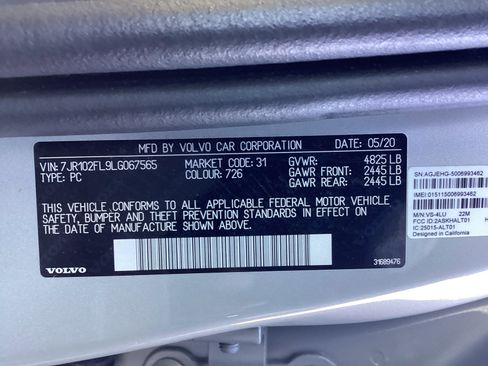 MFD BY VOLVO CAR CORPORATION 05/20
VIN: 7JR102FL9LG067565 MARKET CODE: 31 GVWR: 4825 LB
TYPE: PC COLOUR: 726 GAWR FRONT: 2445 LB
GAWR REAR: 2445 LB
THIS VEHICLE CONFORMS TO ALL APPLICABLE FEDERAL MOTOR VEHICLE
SAFETY, BUMPER AND THEFT PREVENTION STANDARDS IN EFFECT ON
THE DATE OF MANUFACTURE SHOWN ABOVE.
VOLVO 31689476
SN:AGJEHG-5006993462
IMEI:015115006993462
M/N:VS-4LU 22M
FCC ID:2ASKHALT01
IC:25015-ALT01
Designed in California